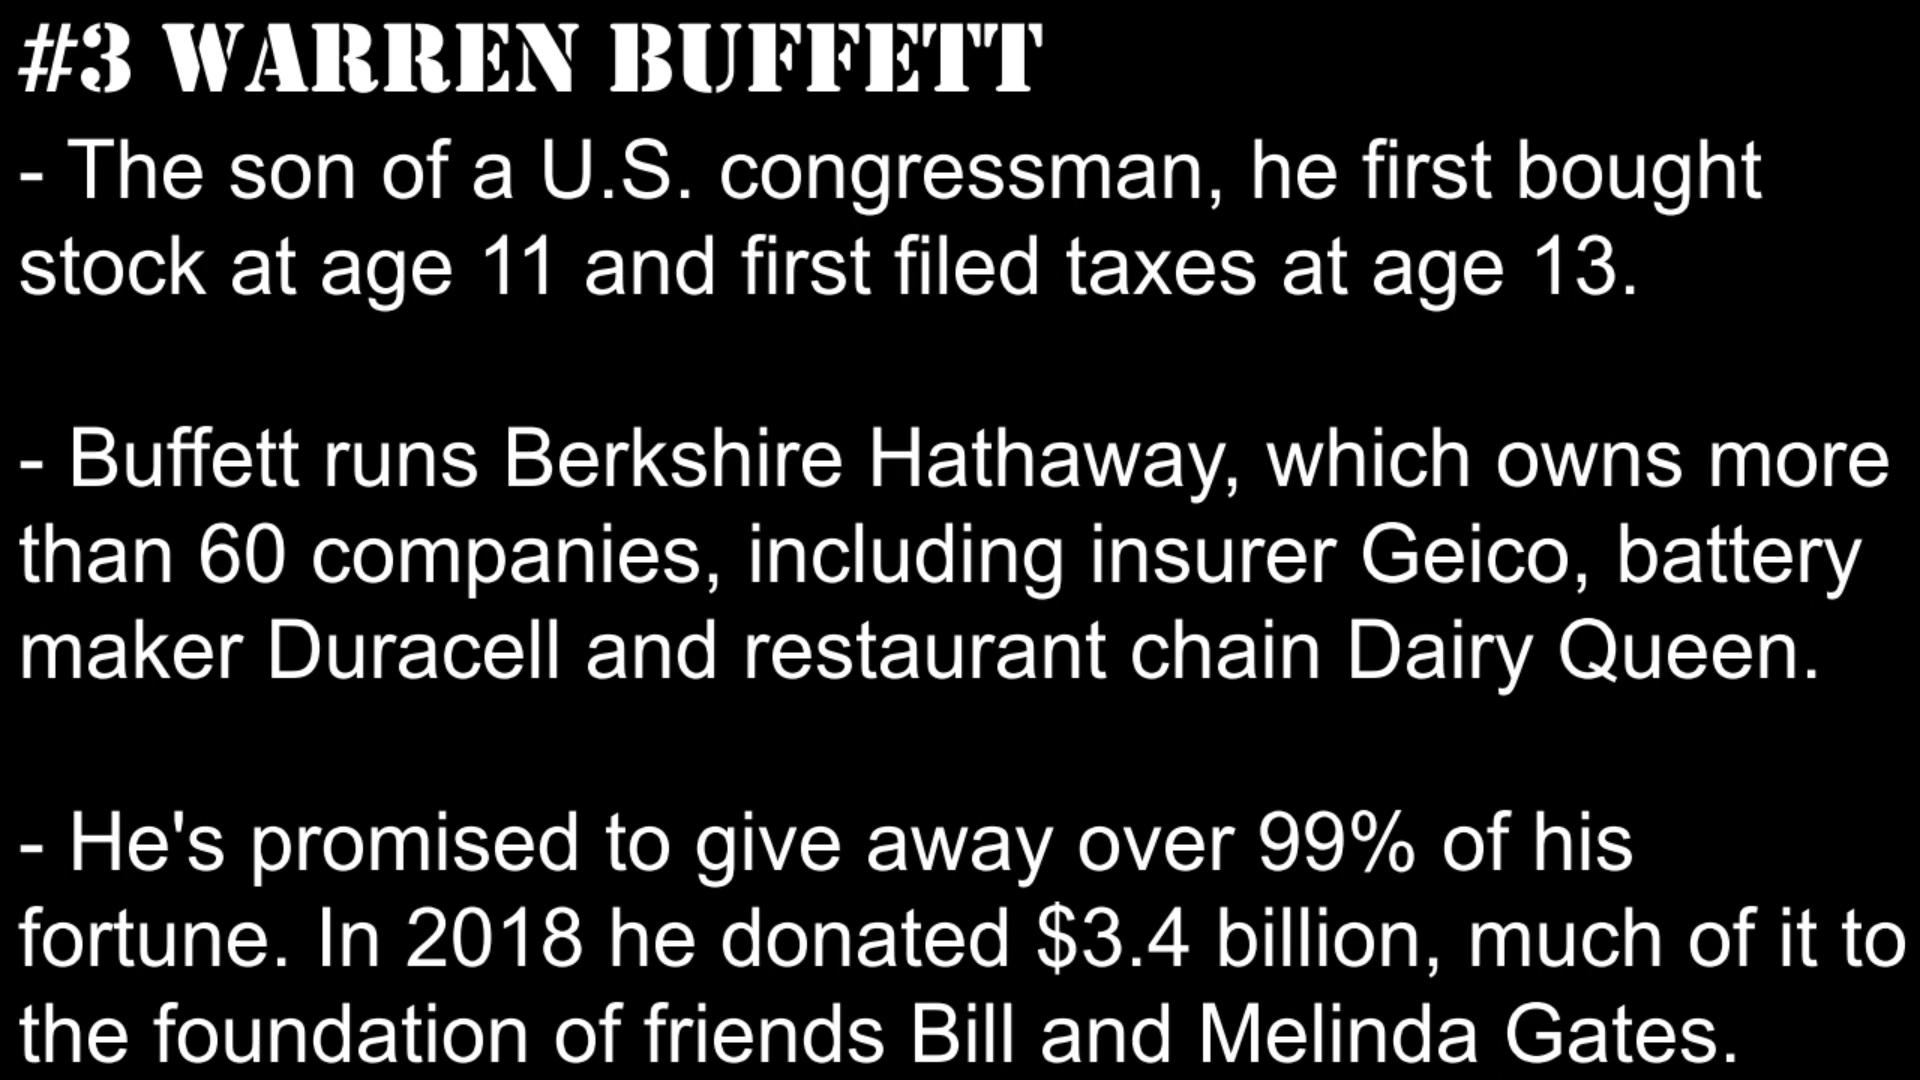 #3 WARREN BUFFETT
- The son of a U.S. congressman, he first bought
stock at age 11 and first filed taxes at age 13.
- Buffett runs Berkshire Hathaway, which owns more
than 60 companies, including insurer Geico, battery
maker Duracell and restaurant chain Dairy Queen.
- He's promised to give away over 99% of his
fortune. In 2018 he donated $3.4 billion, much of it to
the foundation of friends Bill and Melinda Gates.